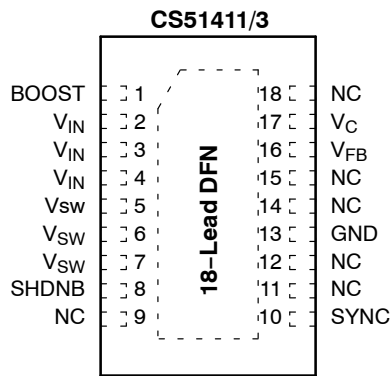 CS51411/3
BOOST 1 18 NC
VIN 2 17 VC
VIN 3 16 VFB
VIN 4 15 NC
Vsw 5 14 NC
VSW 6 13 GND
VSW 7 12 NC
SHDNB 8 11 NC
NC 9 10 SYNC
18−Lead DFN